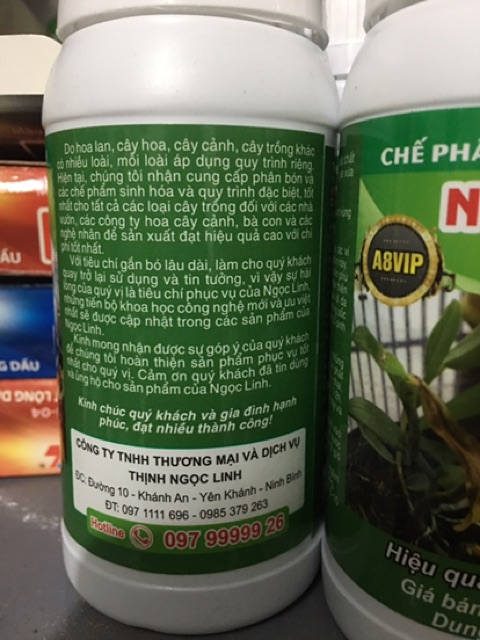 Do hoa lan, cây hoa, cây cảnh, cây trồng khác
có nhiều loài, mỗi loài áp dụng quy trình riêng.
Hiện tại, chúng tôi nhận cung cấp phân bón và
các chế phẩm sinh hóa và quy trình đặc biệt, tốt
nhất cho tất cả các loại cây trồng đối với các nhà
vườn, các công ty hoa cây cảnh, bà con và các
nghệ nhân để sản xuất đạt hiệu quả cao với chi
phí tốt nhất.
Với tiêu chí gắn bó lâu dài, làm cho quý khách
quay trở lại sử dụng và tin tưởng, vì vậy sự hài
lòng của quý vị là tiêu chí phục vụ của Ngọc Linh,
những tiến bộ khoa học công nghệ mới và ưu việt
nhất sẽ được cập nhật trong các sản phẩm của
Ngọc Linh.
Kính mong nhận được sự góp ý của quý khách
để chúng tôi hoàn thiện sản phẩm phục vụ tốt
nhất cho quý vị. Cảm ơn quý khách đã tin dùng
và ủng hộ cho sản phẩm của Ngọc Linh.
Kính chúc quý khách và gia đình hạnh
phúc, đạt nhiều thành công!
CÔNG TY TNHH THƯƠNG MẠI VÀ DỊCH VỤ
THỊNH NGỌC LINH
ĐC: Đường 10 - Khánh An - Yên Khánh - Ninh Bình
ĐT: 097 1111 696 - 0985 379 263
Hotline 097 99999 26
CHẾ PHẨ
N
A8VIP
Hiệu quả
Giá bán
Dun